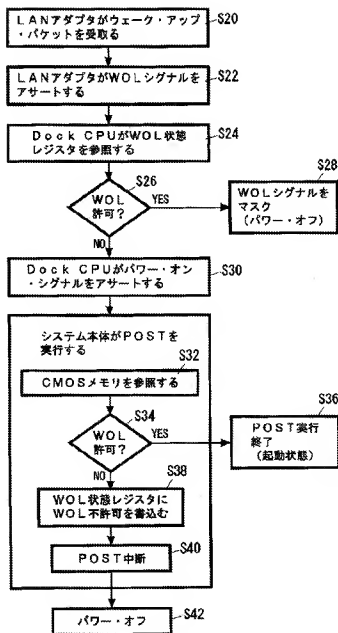 LANアダプタがウェーク・アップ
・パケットを受取る
S20
LANアダプタがWOLシグナルを
アサートする
S22
Dock CPUがWOL状態
レジスタを参照する
S24
S26
WOL
許可?
YES
NO
S28
WOLシグナルを
マスク
(パワー・オフ)
Dock CPUがパワー・オン
・シグナルをアサートする
S30
システム本体がPOSTを
実行する
S32
CMOSメモリを参照する
S34
WOL
許可?
YES
NO
S36
POST実行
終了
(起動状態)
S38
WOL状態レジスタに
WOL不許可を書込む
S40
POST中断
パワー・オフ
S42